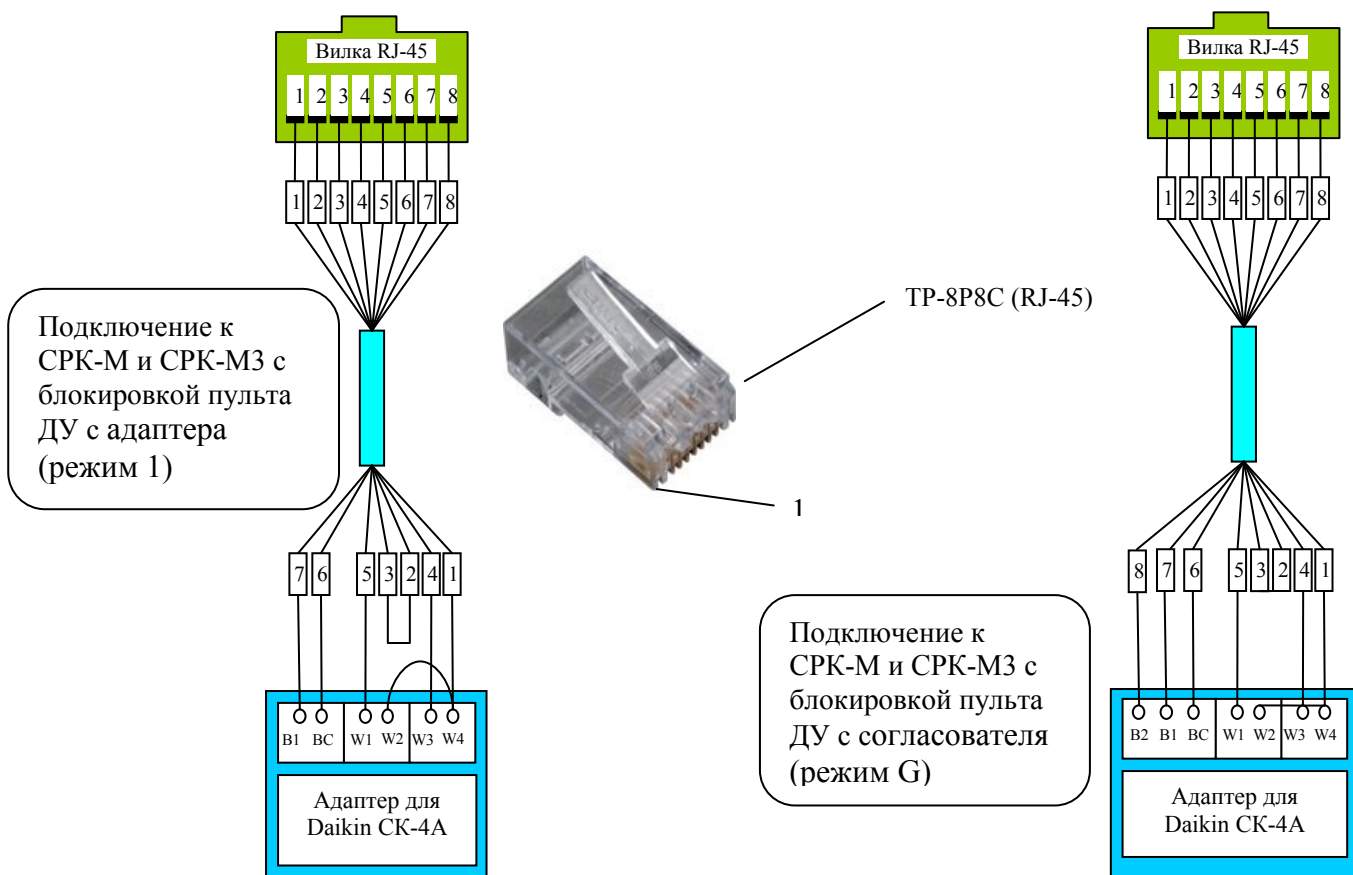 Вилка RJ-45
1 2 3 4 5 6 7 8
1 2 3 4 5 6 7 8
Подключение к
СРК-М и СРК-М3 с
блокировкой пульта
ДУ с адаптера
(режим 1)
7 6 5 3 2 4 1
B1 BC W1 W2 W3 W4
Адаптер для
Daikin СК-4А
TP-8P8C (RJ-45)
1
Вилка RJ-45
1 2 3 4 5 6 7 8
1 2 3 4 5 6 7 8
Подключение к
СРК-М и СРК-М3 с
блокировкой пульта
ДУ с согласователя
(режим G)
8 7 6 5 3 2 4 1
B2 B1 BC W1 W2 W3 W4
Адаптер для
Daikin СК-4А